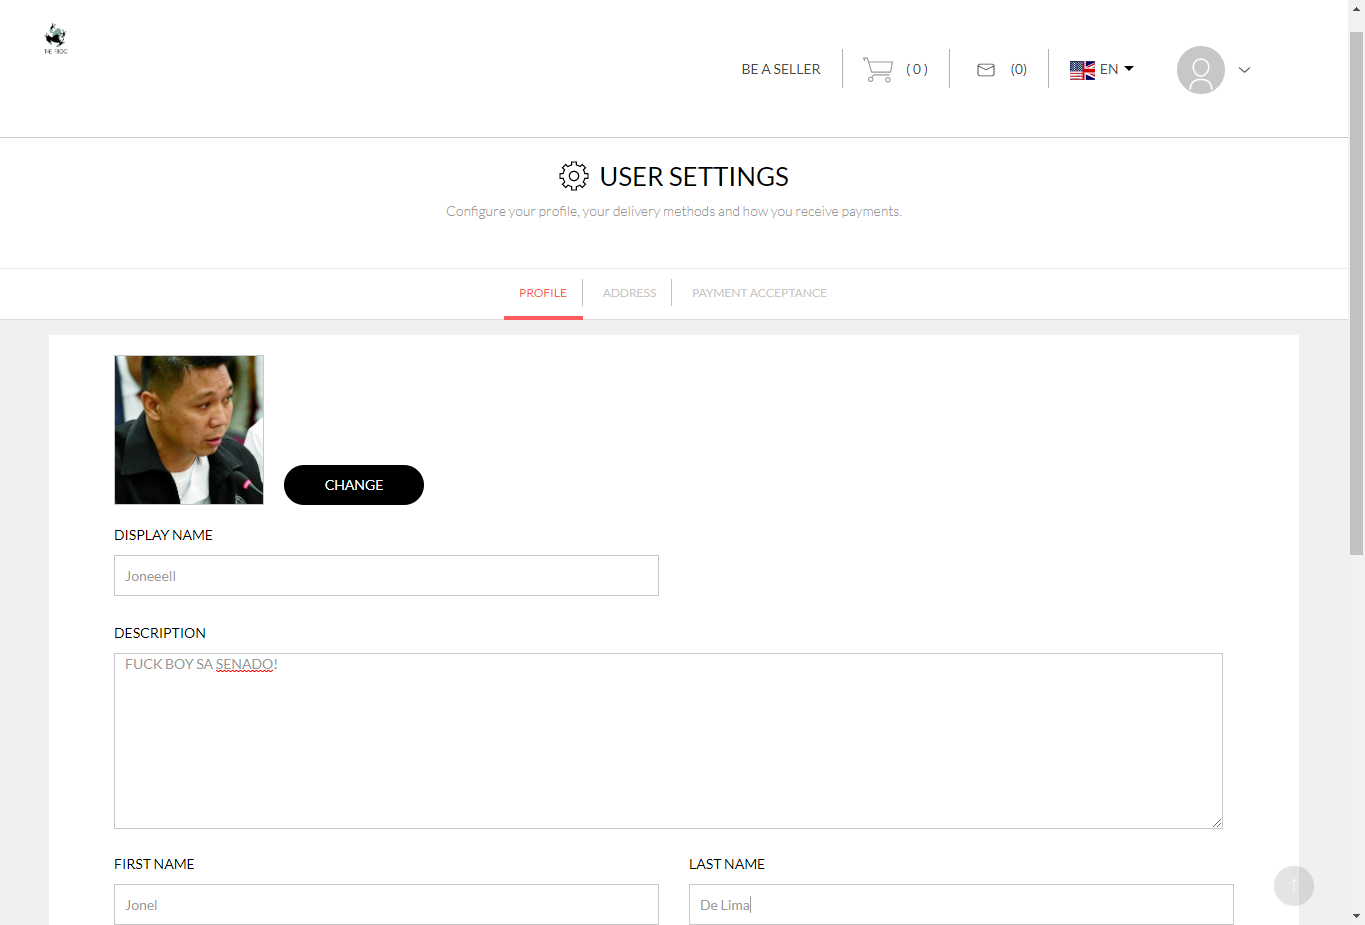 THE FROG
BE A SELLER
( 0 )
(0)
EN
USER SETTINGS
Configure your profile, your delivery methods and how you receive payments.
PROFILE
ADDRESS
PAYMENT ACCEPTANCE
CHANGE
DISPLAY NAME
Joneeell
DESCRIPTION
FUCK BOY SA SENADO!
FIRST NAME
LAST NAME
Jonel
De Lima